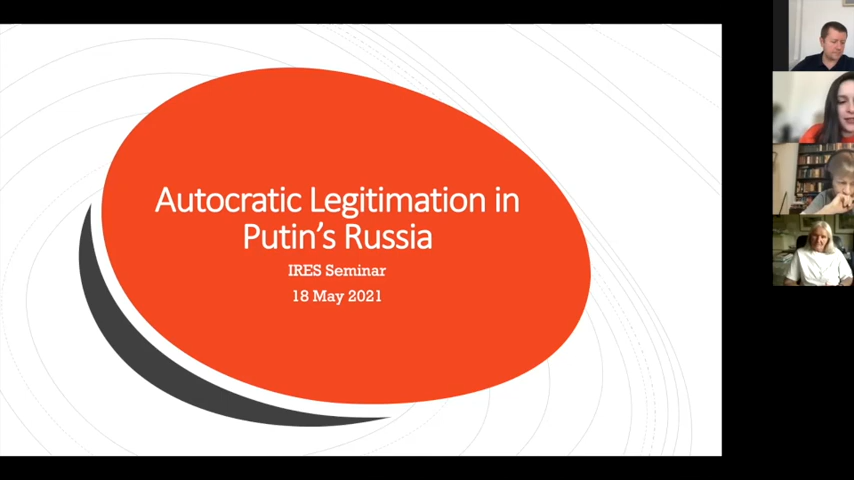 Autocratic Legitimation in
Putin's Russia
IRES Seminar
18 May 2021